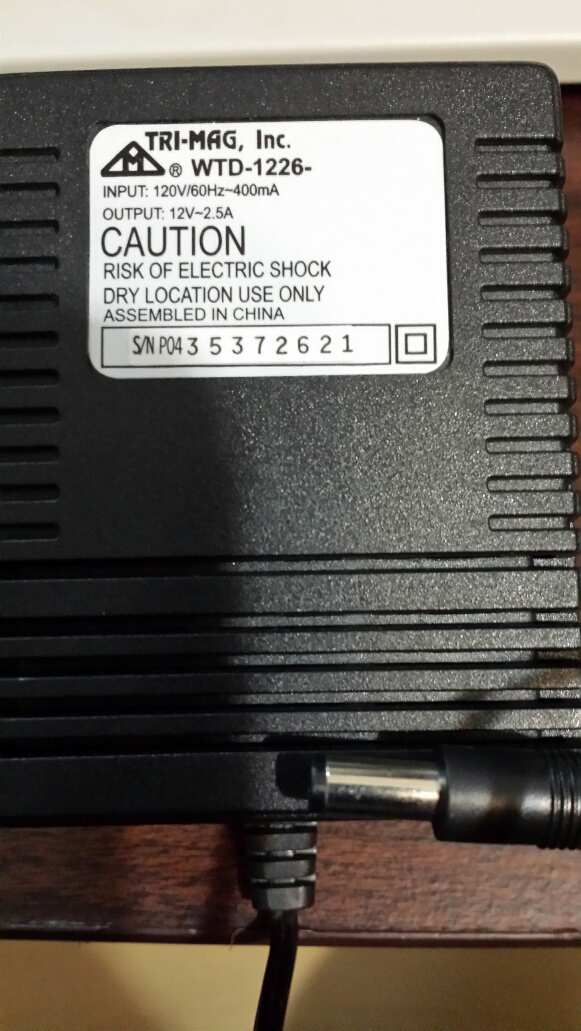 TRI-MAG, Inc.
® WTD-1226-
INPUT: 120V/60Hz~400mA
OUTPUT: 12V~2.5A
CAUTION
RISK OF ELECTRIC SHOCK
DRY LOCATION USE ONLY
ASSEMBLED IN CHINA
S/N P04 3 5 3 7 2 6 2 1